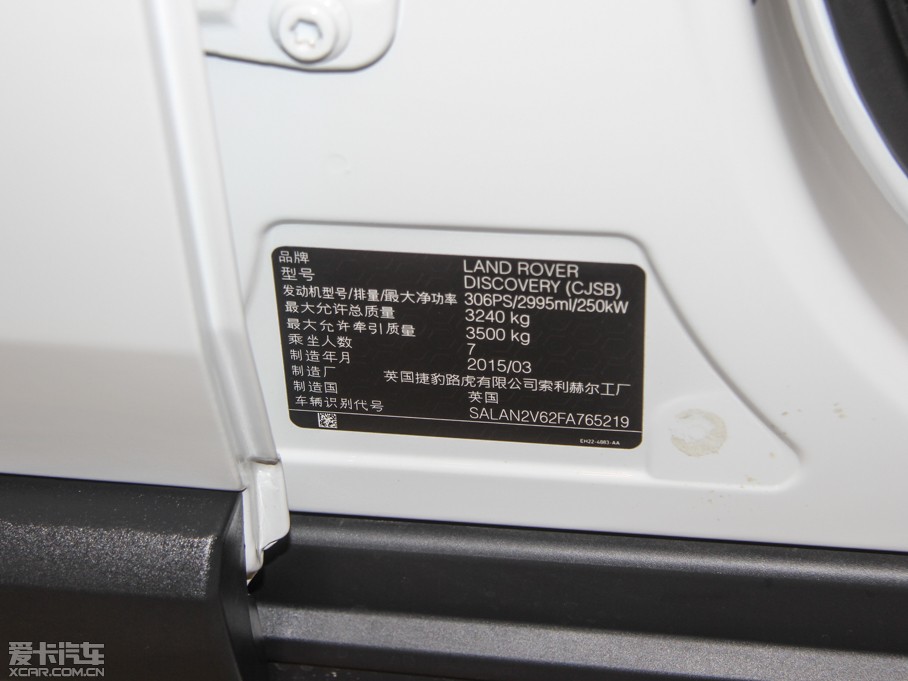 品牌 LAND ROVER
型号 DISCOVERY (CJSB)
发动机型号/排量/最大净功率 306PS/2995ml/250kW
最大允许总质量 3240 kg
最大允许牵引质量 3500 kg
乘坐人数 7
制造年月 2015/03
制造厂 英国捷豹路虎有限公司索利赫尔工厂
制造国 英国
车辆识别代号 SALAN2V62FA765219
EH22-4883-AA
爱卡汽车
XCAR.COM.CN